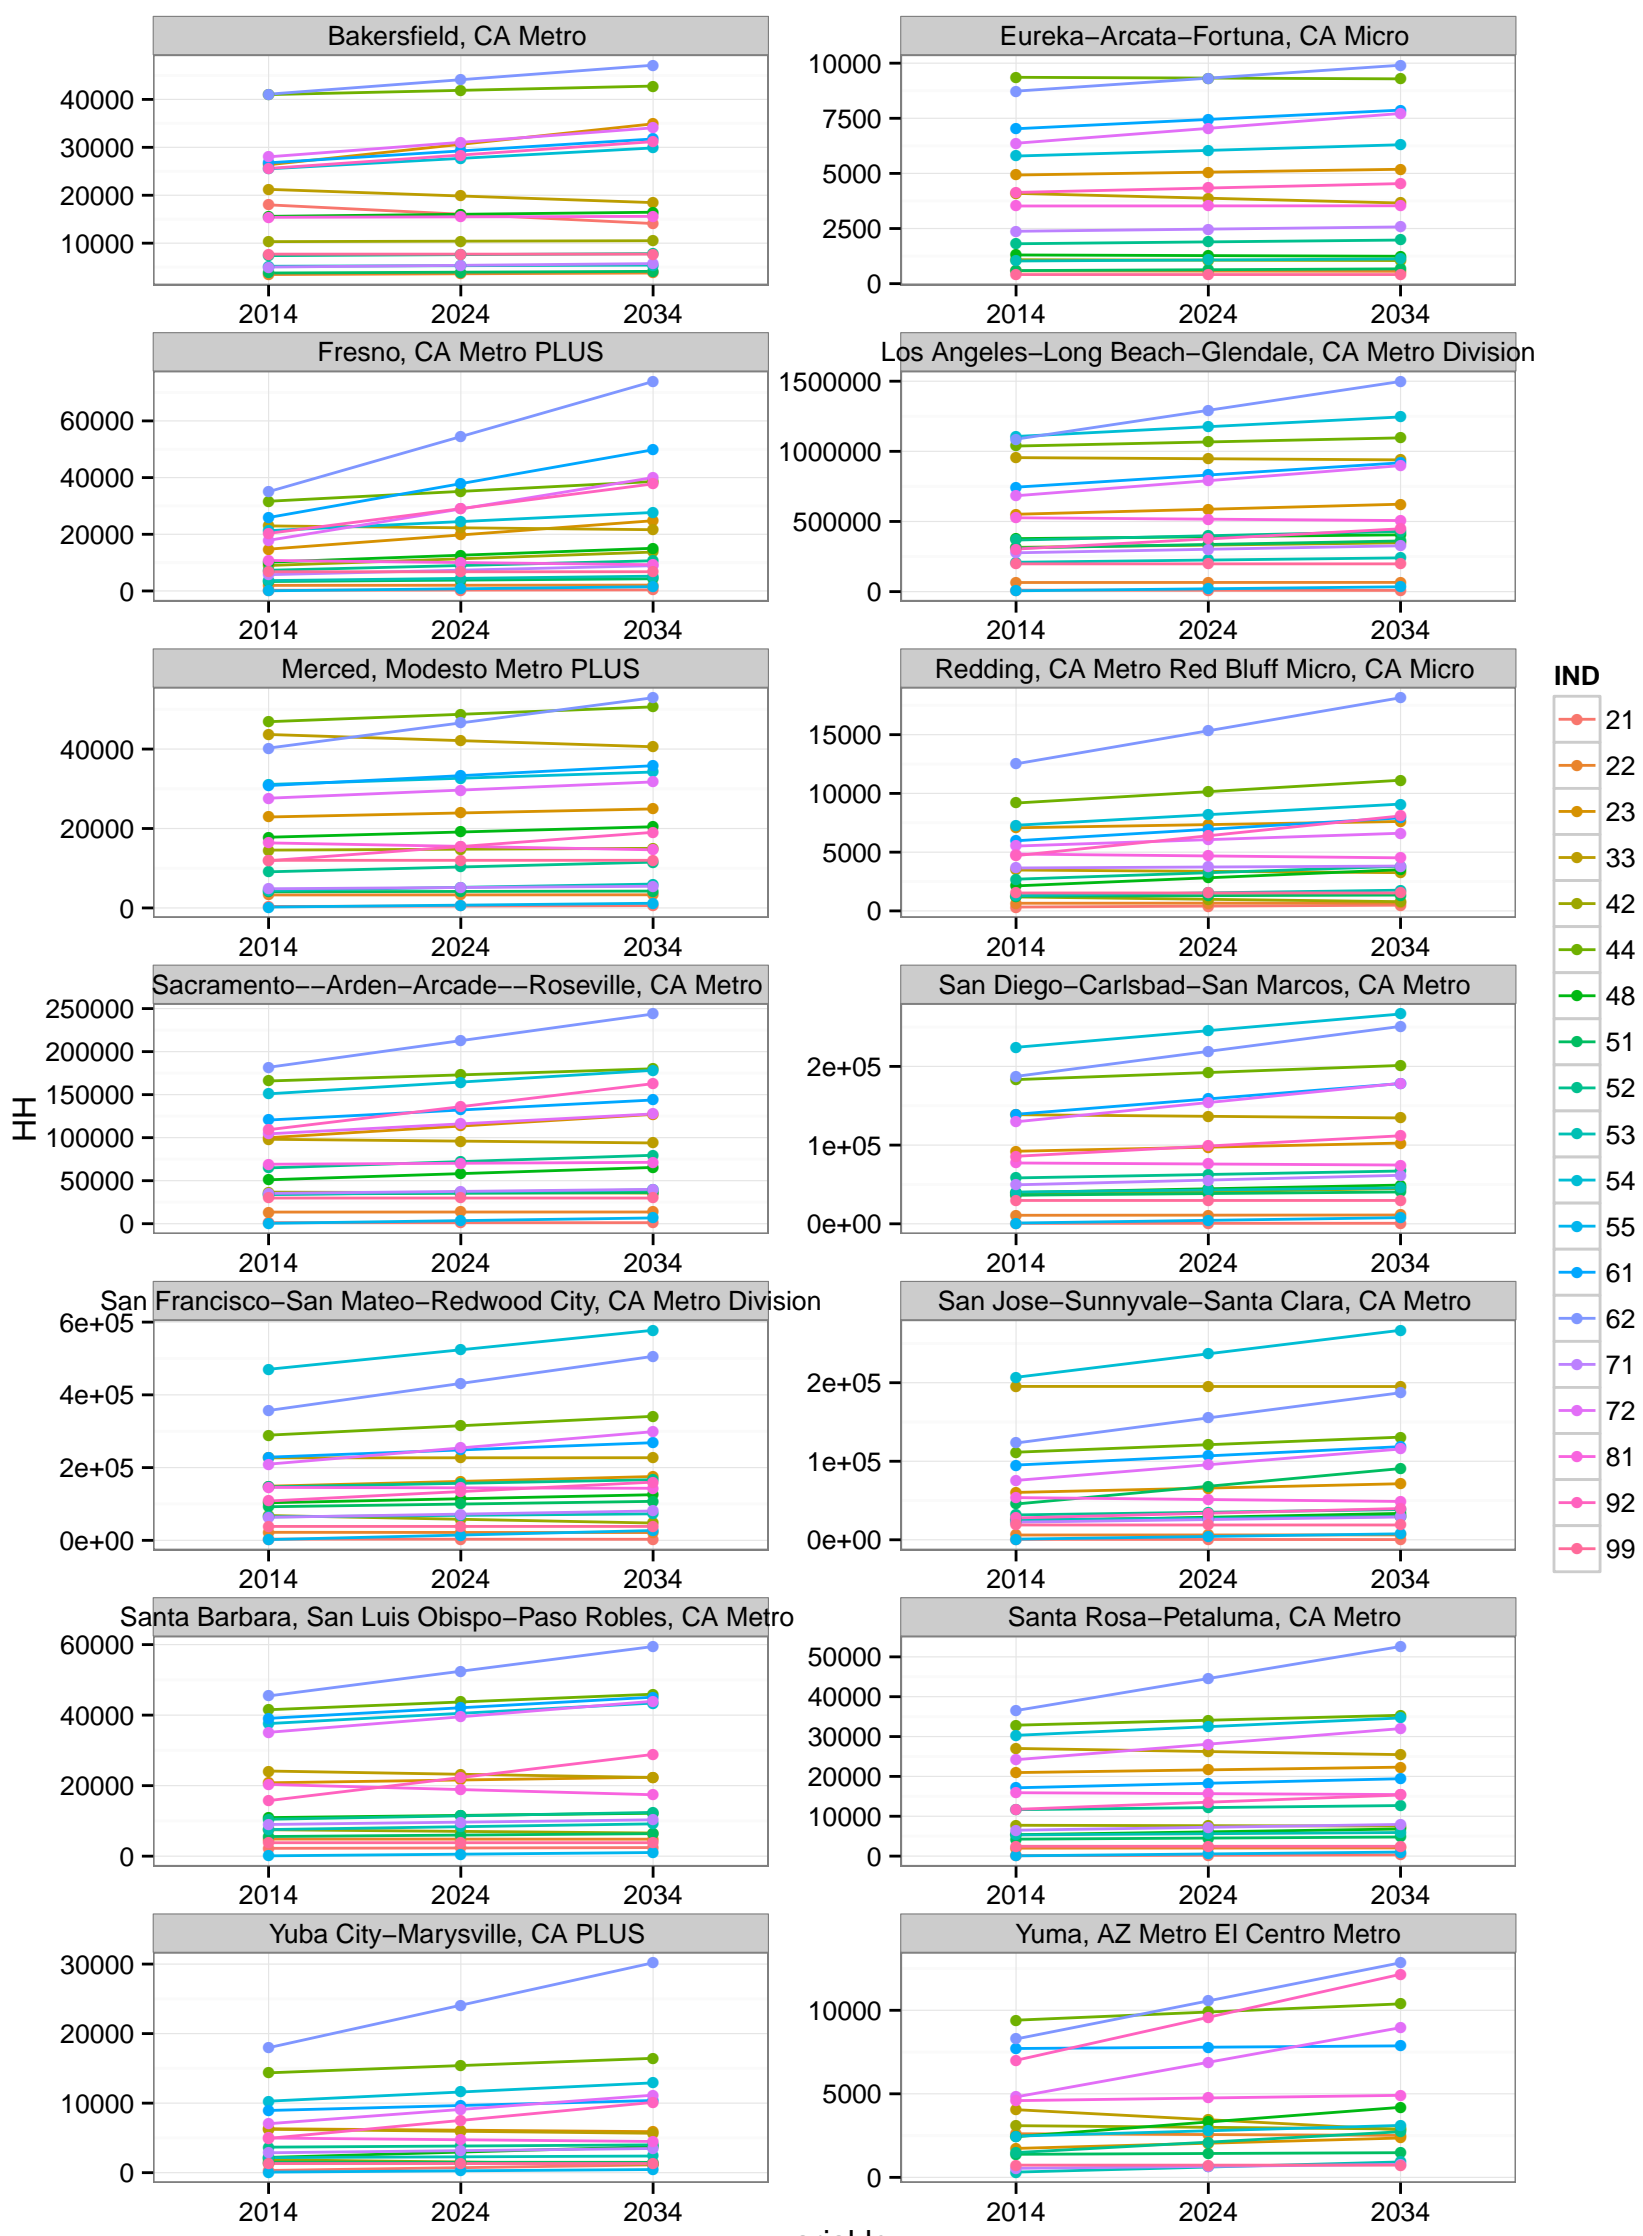 Bakersfield, CA Metro
40000
30000
20000
10000
2014 2024 2034
Eureka−Arcata−Fortuna, CA Micro
10000
7500
5000
2500
0
2014 2024 2034
Fresno, CA Metro PLUS
60000
40000
20000
0
2014 2024 2034
Los Angeles−Long Beach−Glendale, CA Metro Division
1500000
1000000
500000
0
2014 2024 2034
Merced, Modesto Metro PLUS
40000
20000
0
2014 2024 2034
Redding, CA Metro Red Bluff Micro, CA Micro
15000
10000
5000
0
2014 2024 2034
Sacramento−−Arden−Arcade−−Roseville, CA Metro
250000
200000
150000
100000
50000
0
2014 2024 2034
San Diego−Carlsbad−San Marcos, CA Metro
2e+05
1e+05
0e+00
2014 2024 2034
San Francisco−San Mateo−Redwood City, CA Metro Division
6e+05
4e+05
2e+05
0e+00
2014 2024 2034
San Jose−Sunnyvale−Santa Clara, CA Metro
2e+05
1e+05
0e+00
2014 2024 2034
Santa Barbara, San Luis Obispo−Paso Robles, CA Metro
60000
40000
20000
0
2014 2024 2034
Santa Rosa−Petaluma, CA Metro
50000
40000
30000
20000
10000
0
2014 2024 2034
Yuba City−Marysville, CA PLUS
30000
20000
10000
0
2014 2024 2034
Yuma, AZ Metro El Centro Metro
10000
5000
0
2014 2024 2034
HH
IND
21
22
23
33
42
44
48
51
52
53
54
55
61
62
71
72
81
92
99